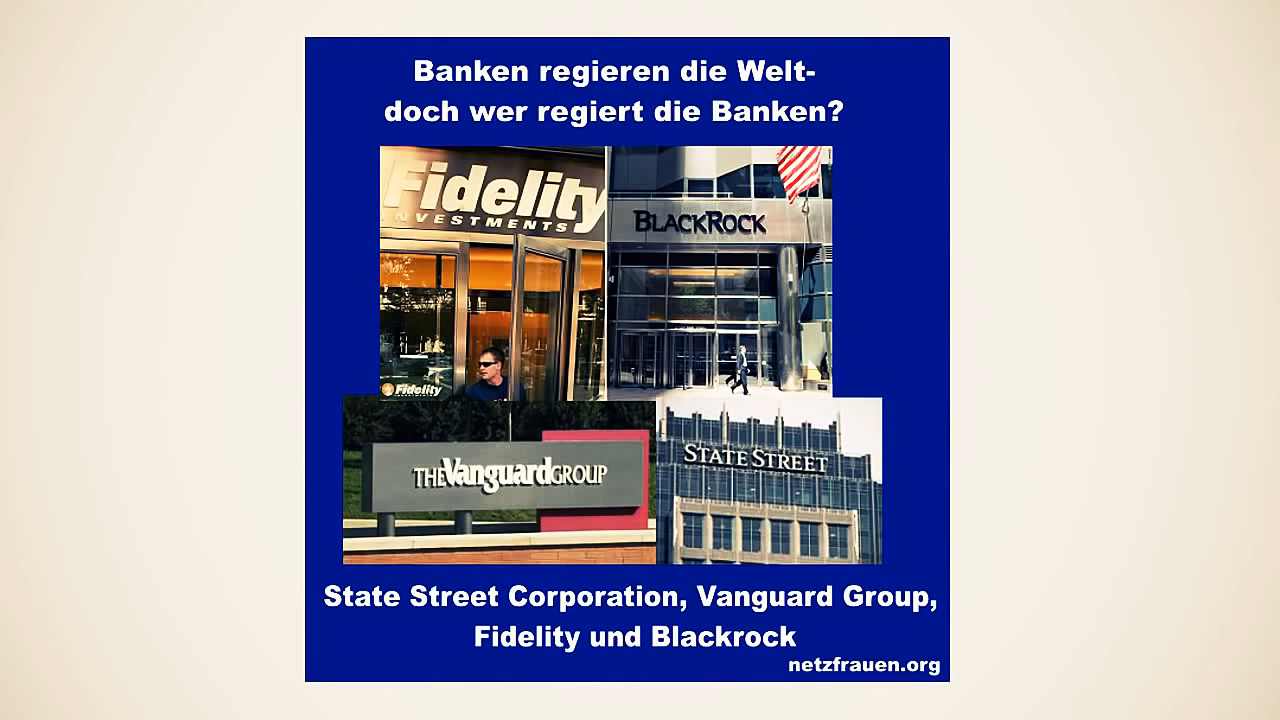 Banken regieren die Welt-
doch wer regiert die Banken?
Fidelity
INVESTMENTS
BLACKROCK
Fidelity
THE Vanguard GROUP
STATE STREET
State Street Corporation, Vanguard Group,
Fidelity und Blackrock
netzfrauen.org